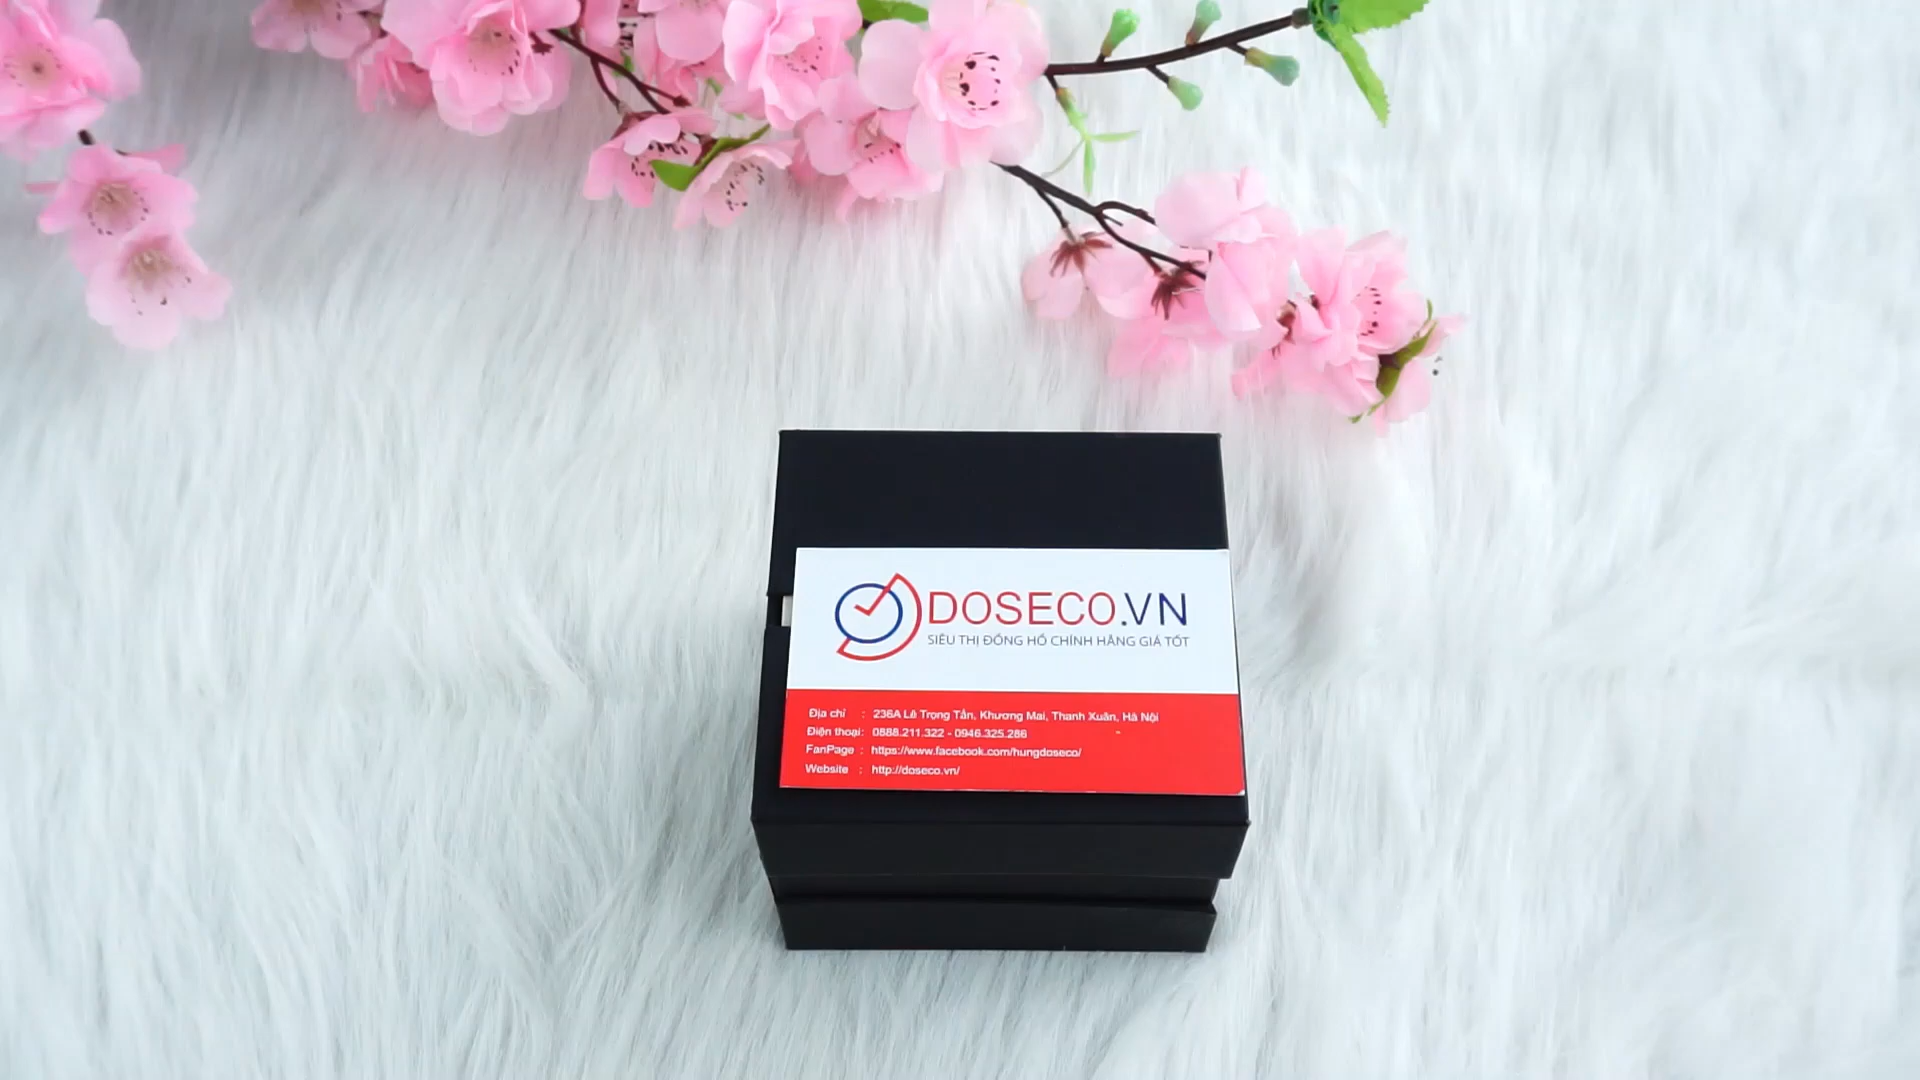 DOSECO.VN
SIÊU THỊ ĐỒNG HỒ CHÍNH HÃNG GIÁ TỐT
Địa chỉ : 236A Lê Trọng Tấn, Khương Mai, Thanh Xuân, Hà Nội
Điện thoại: 0888.211.322 - 0946.325.286
FanPage : https://www.facebook.com/hungdoseco/
Website : http://doseco.vn/